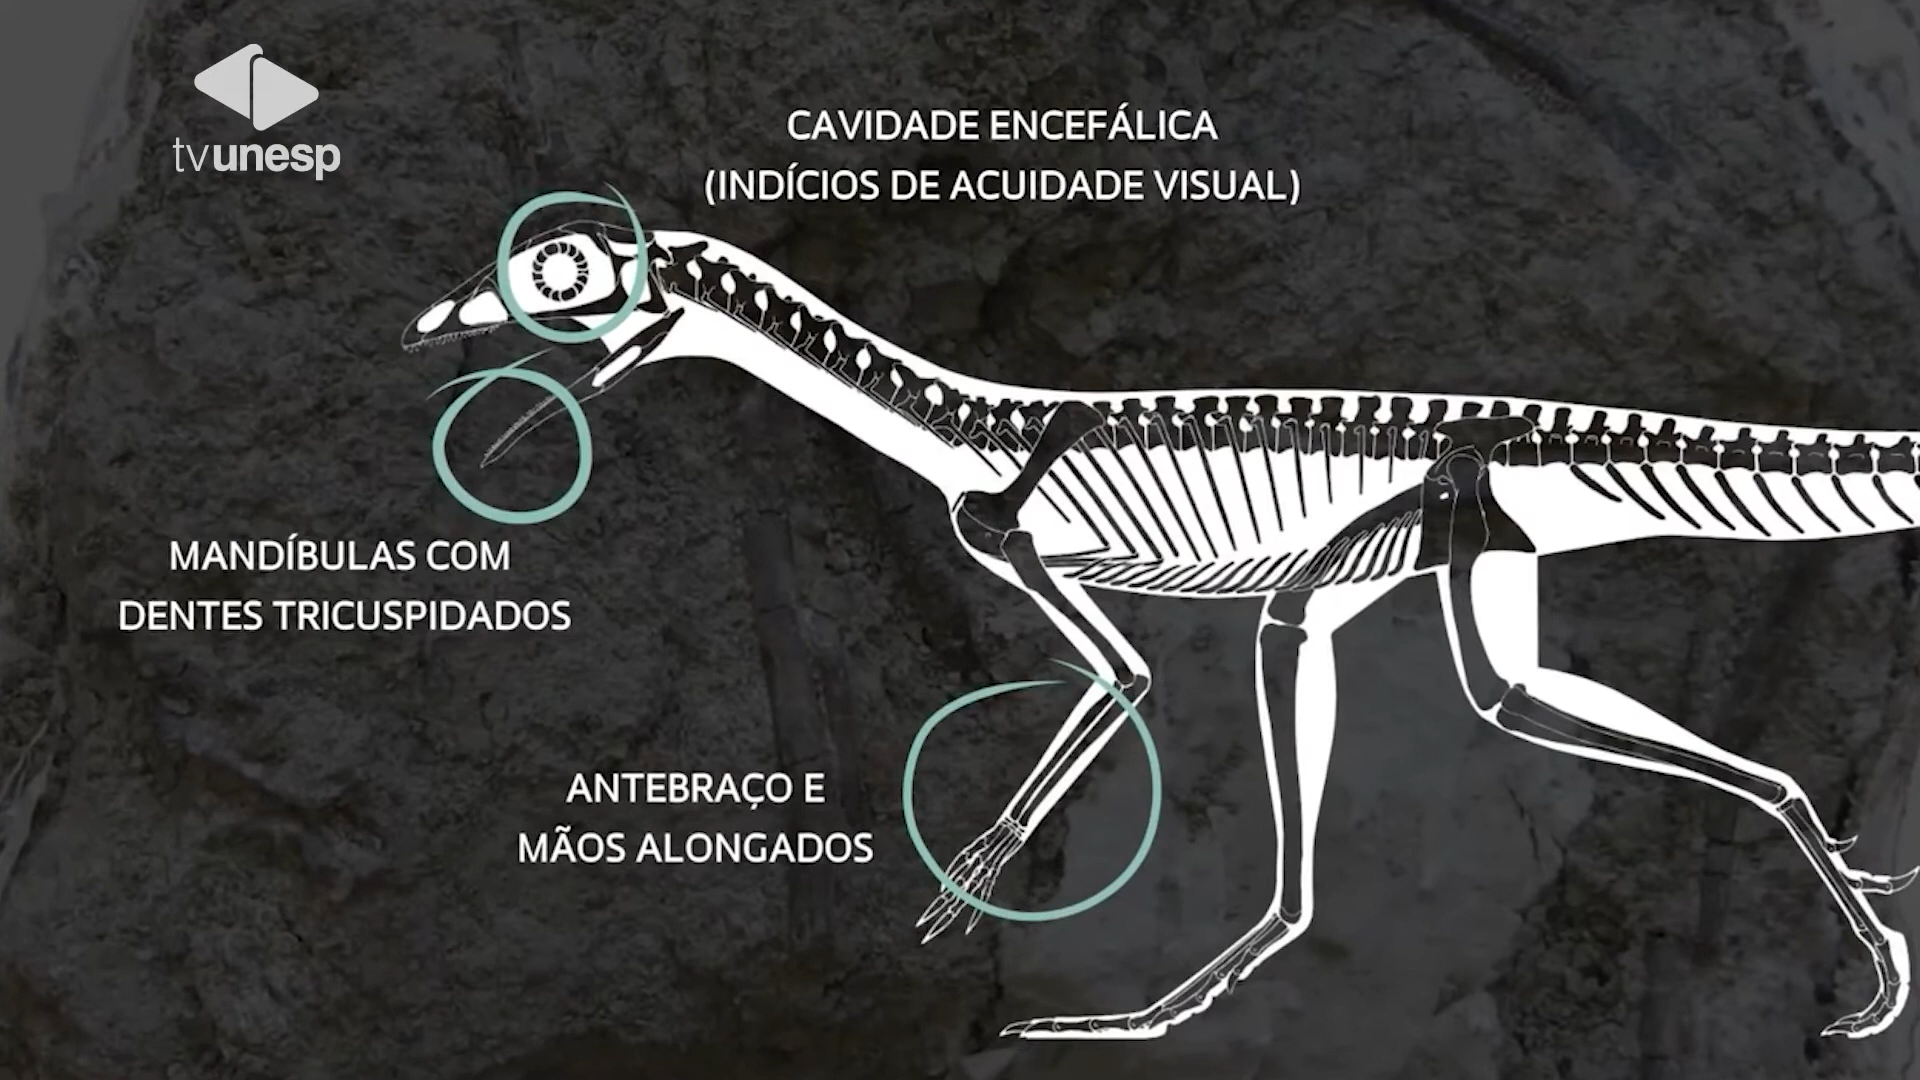 tvunesp
CAVIDADE ENCEFÁLICA
(INDÍCIOS DE ACUIDADE VISUAL)
MANDÍBULAS COM
DENTES TRICUSPIDADOS
ANTEBRAÇO E
MÃOS ALONGADOS